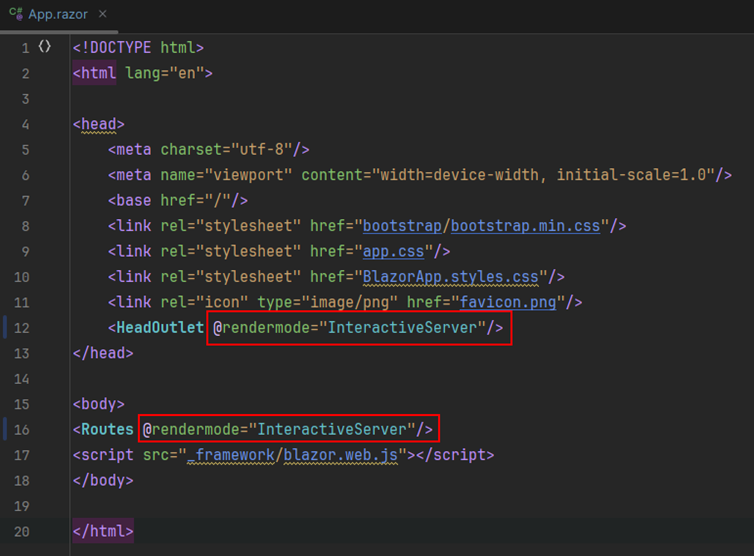 C# App.razor ×
1 <!DOCTYPE html>
2 <html lang="en">
3
4 <head>
5     <meta charset="utf-8"/>
6     <meta name="viewport" content="width=device-width, initial-scale=1.0"/>
7     <base href="/"/>
8     <link rel="stylesheet" href="bootstrap/bootstrap.min.css"/>
9     <link rel="stylesheet" href="app.css"/>
10     <link rel="stylesheet" href="BlazorApp.styles.css"/>
11     <link rel="icon" type="image/png" href="favicon.png"/>
12     <HeadOutlet @rendermode="InteractiveServer"/>
13 </head>
14
15 <body>
16 <Routes @rendermode="InteractiveServer"/>
17 <script src="_framework/blazor.web.js"></script>
18 </body>
19
20 </html>